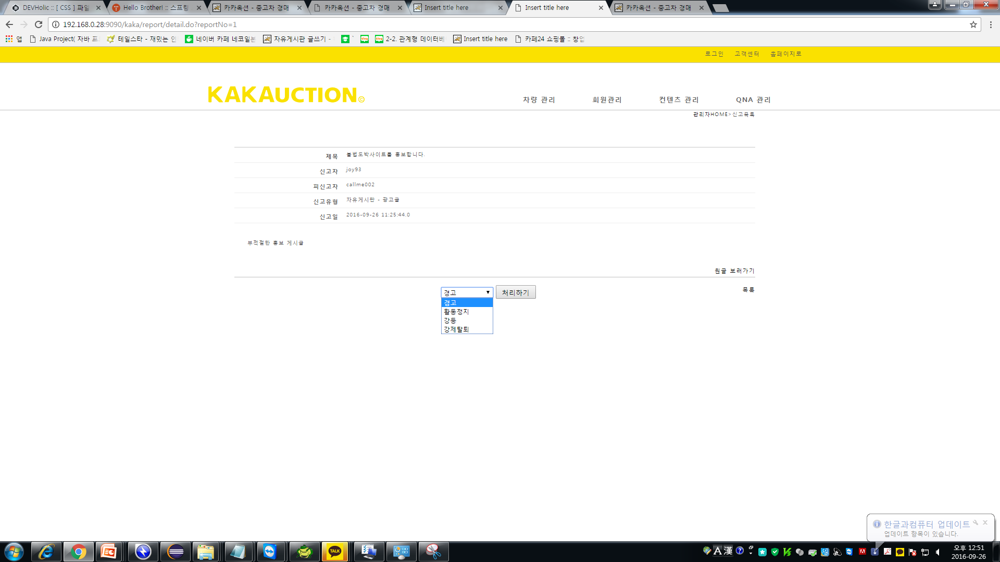 DEVHolic :: [ CSS ] 파일
Hello Brother! :: 스프링
카카옥션 - 중고차 경매
카카옥션 - 중고차 경매
Insert title here
Insert title here
카카옥션 - 중고차 경매
192.168.0.28:9090/kaka/report/detail.do?reportNo=1
앱
Java Project( 자바 프
테일스타 - 재밌는 인
네이버 카페 네코일본
자유게시판 글쓰기 -
2-2. 관계형 데이터베
Insert title here
카페24 쇼핑몰 :: 창업
로그인 고객센터 홈페이지로
KAKAUCTION©
차량 관리 회원관리 컨텐츠 관리 QNA 관리
관리자HOME> 신고목록
제목 불법도박사이트를 홍보합니다.
신고자 joy93
피신고자 callme002
신고유형 자유게시판 - 광고글
신고일 2016-09-26 11:25:44.0
부적절한 홍보 게시글
원글 보러가기
경고 처리하기 목록
경고
활동정지
강등
강제탈퇴
한글과컴퓨터 업데이트
업데이트 항목이 있습니다.
TALK
A 漢
오후 12:51
2016-09-26